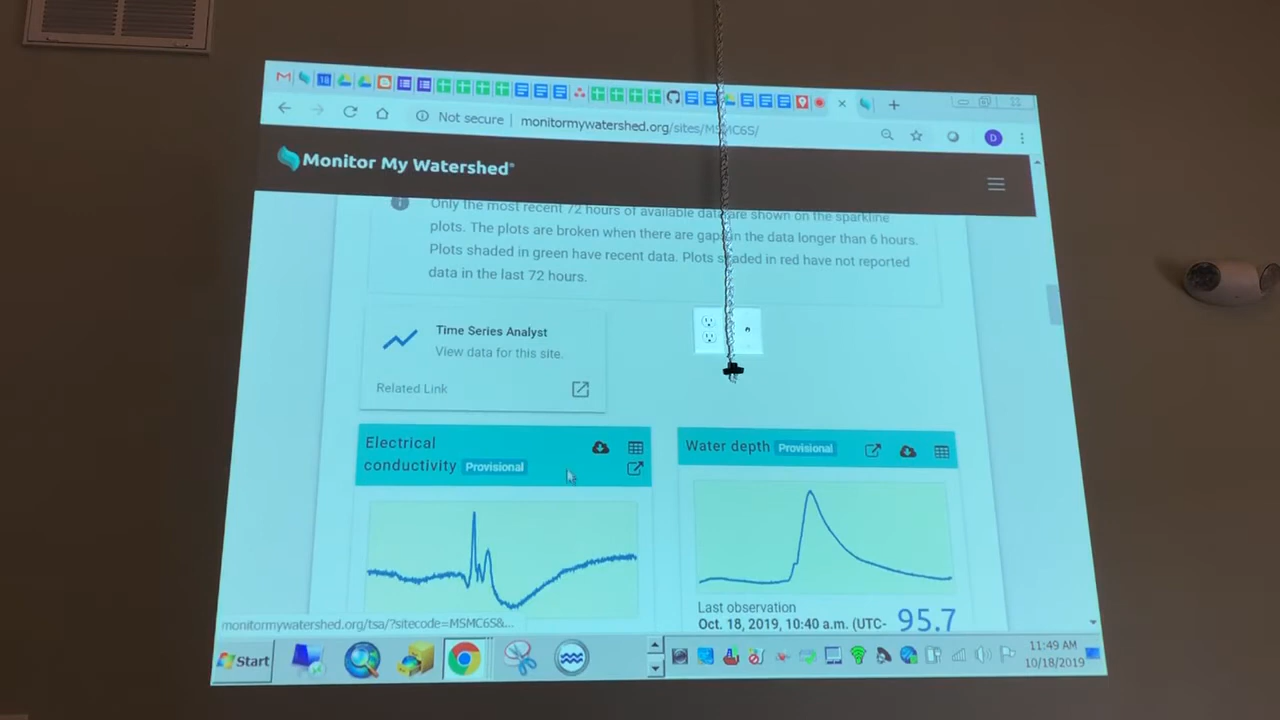 Not secure | monitormywatershed.org/sites/MSMC6S/
Monitor My Watershed®
Only the most recent 72 hours of available data are shown on the sparkline
plots. The plots are broken when there are gaps in the data longer than 6 hours.
Plots shaded in green have recent data. Plots shaded in red have not reported
data in the last 72 hours.
Time Series Analyst
View data for this site.
Related Link
Electrical
conductivity Provisional
Water depth Provisional
Last observation
Oct. 18, 2019, 10:40 a.m. (UTC-
95.7
monitormywatershed.org/tsa/?sitecode=MSMC6S&...
Start
11:49 AM
10/18/2019